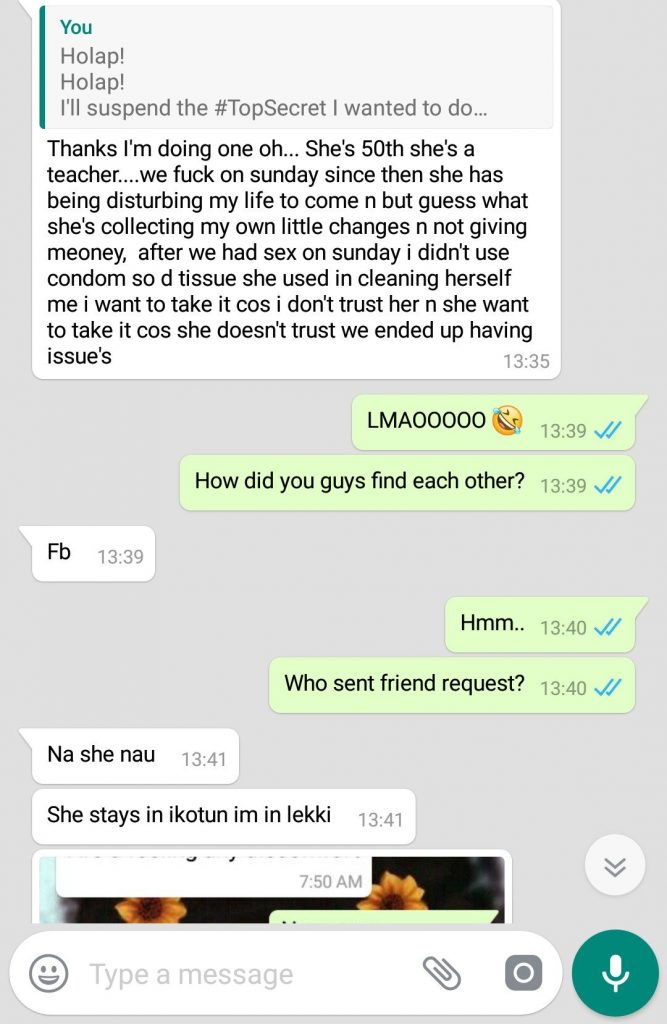 You
Holap!
Holap!
I'll suspend the #TopSecret I wanted to do...
Thanks I'm doing one oh... She's 50th she's a
teacher....we fuck on sunday since then she has
being disturbing my life to come n but guess what
she's collecting my own little changes n not giving
meoney, after we had sex on sunday i didn't use
condom so d tissue she used in cleaning herself
me i want to take it cos i don't trust her n she want
to take it cos she doesn't trust we ended up having
issue's
13:35
LMAOOOOO 🤣 13:39
How did you guys find each other? 13:39
Fb 13:39
Hmm.. 13:40
Who sent friend request? 13:40
Na she nau 13:41
She stays in ikotun im in lekki 13:41
7:50 AM
Type a message